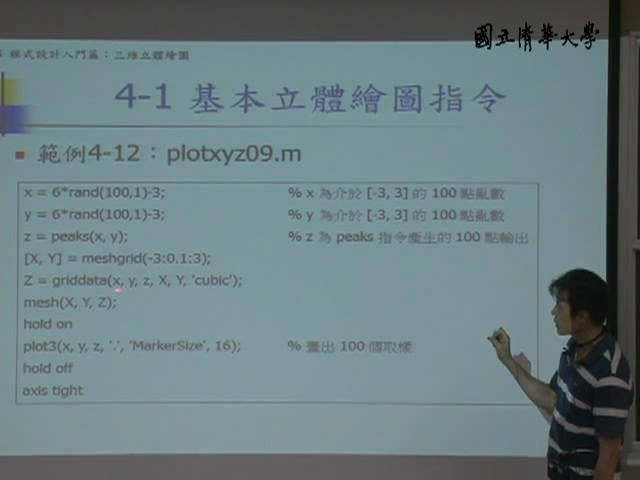 國立清華大學
程式設計入門篇：三維立體繪圖
4-1 基本立體繪圖指令
範例4-12：plotxyz09.m
x = 6*rand(100,1)-3; % x 為介於 [-3, 3] 的 100 點亂數
y = 6*rand(100,1)-3; % y 為介於 [-3, 3] 的 100 點亂數
z = peaks(x, y); % z 為 peaks 指令產生的 100 點輸出
[X, Y] = meshgrid(-3:0.1:3);
Z = griddata(x, y, z, X, Y, 'cubic');
mesh(X, Y, Z);
hold on
plot3(x, y, z, '.', 'MarkerSize', 16); % 畫出 100 個取樣
hold off
axis tight